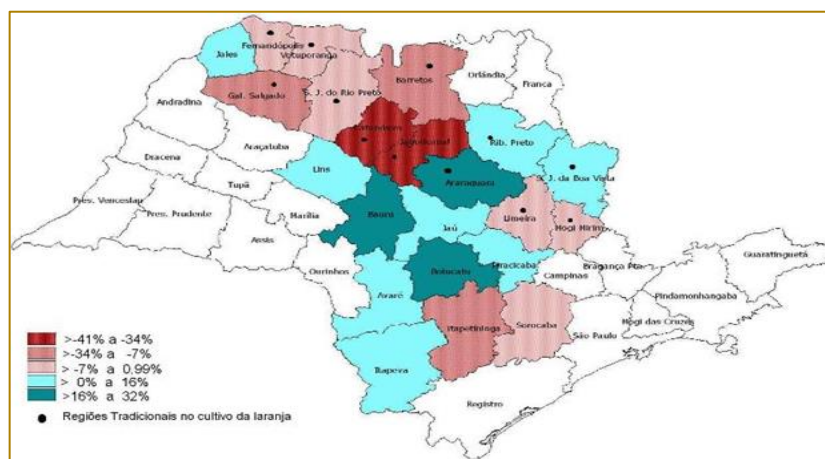 Fernandópolis
Jales
Votuporanga
Barretos
Orlândia
Franca
S. J. do Rio Preto
Gal. Salgado
Andradina
Catanduva
Jaboticabal
Rib. Preto
Araçatuba
S. J. da Boa Vista
Lins
Araraquara
Dracena
Tupã
Limeira
Bauru
Jaú
Mogi Mirim
Pres. Venceslau
Marília
Pres. Prudente
Assis
Guaratinguetá
Botucatu
Piracicaba
Bragança Pta.
Ourinhos
Campinas
Avaré
Pindamonhangaba
Itapetininga
Sorocaba
Mogi das Cruzes
São Paulo
Itapeva
Registro
>-41% a -34%
>-34% a -7%
>-7% a 0,99%
> 0% a 16%
>16% a 32%
Regiões Tradicionais no cultivo da laranja